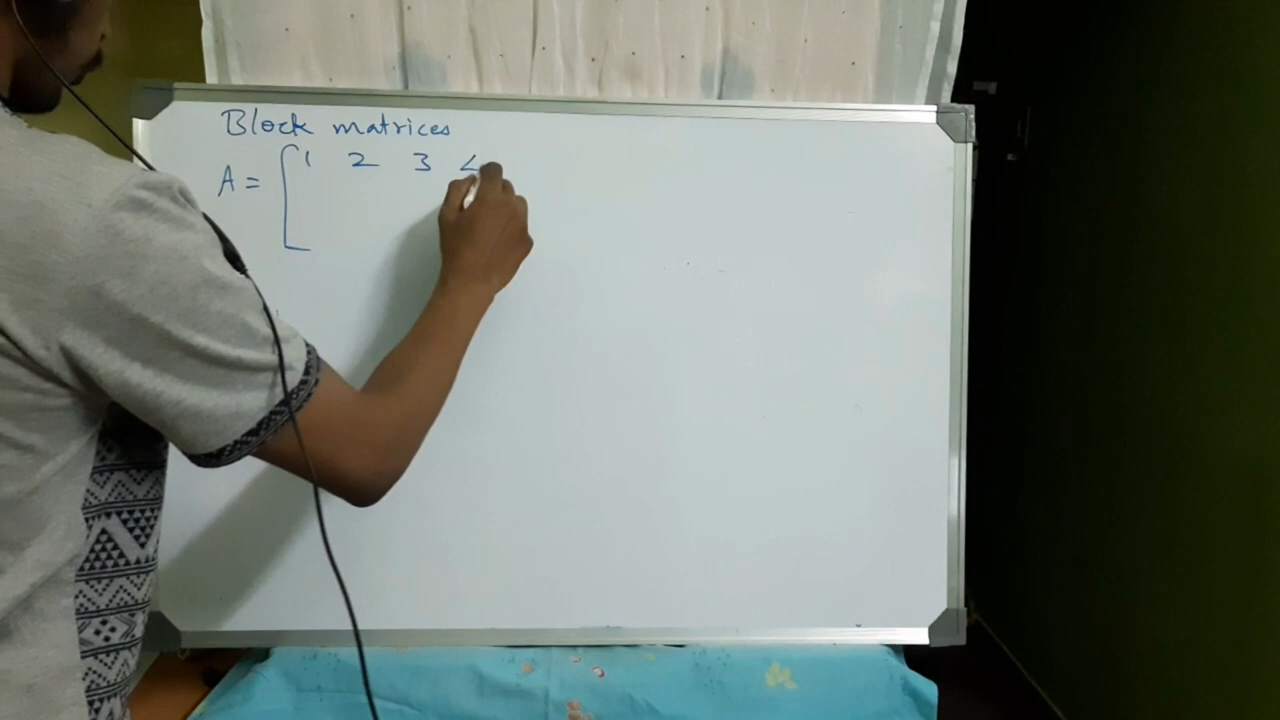 Block matrices
A = [ 1 2 3